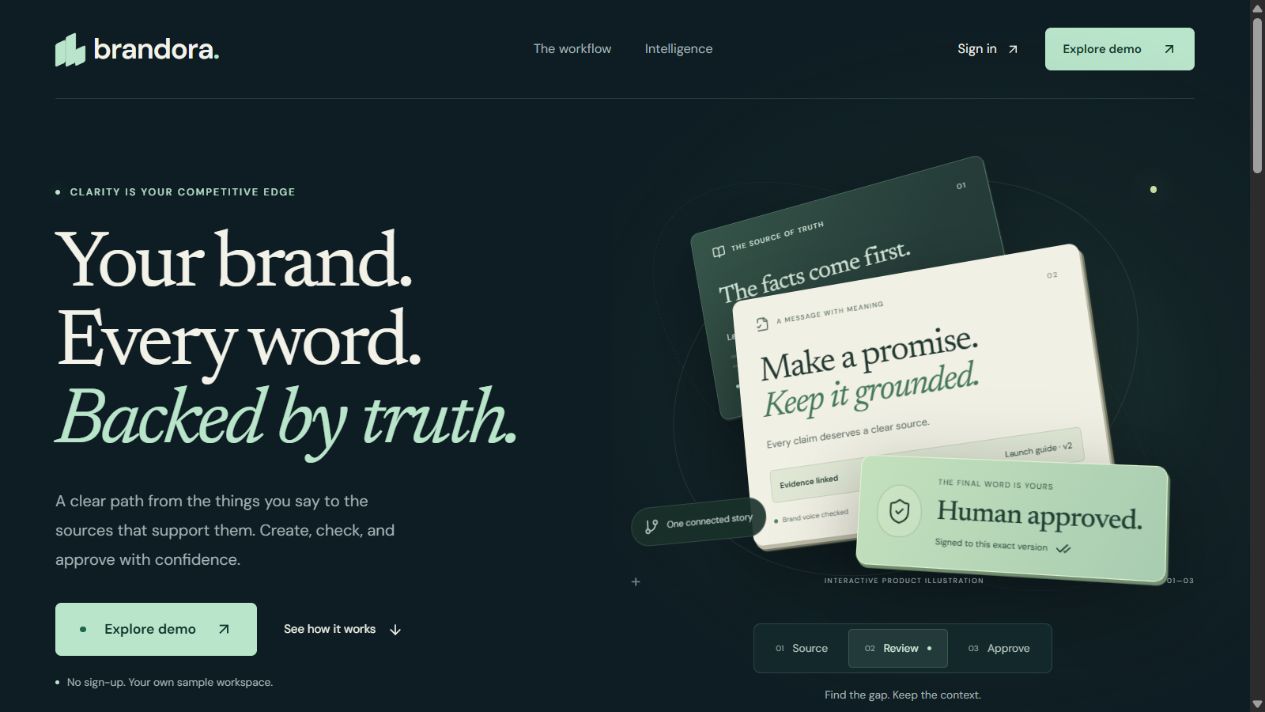 brandora.
The workflow
Intelligence
Sign in
Explore demo
CLARITY IS YOUR COMPETITIVE EDGE
Your brand.
Every word.
Backed by truth.
A clear path from the things you say to the
sources that support them. Create, check, and
approve with confidence.
Explore demo
See how it works
No sign-up. Your own sample workspace.
01
THE SOURCE OF TRUTH
The facts come first.
02
A MESSAGE WITH MEANING
Make a promise.
Keep it grounded.
Every claim deserves a clear source.
Evidence linked
Launch guide · v2
Brand voice checked
One connected story
THE FINAL WORD IS YOURS
Human approved.
Signed to this exact version
INTERACTIVE PRODUCT ILLUSTRATION
01—03
01 Source
02 Review
03 Approve
Find the gap. Keep the context.